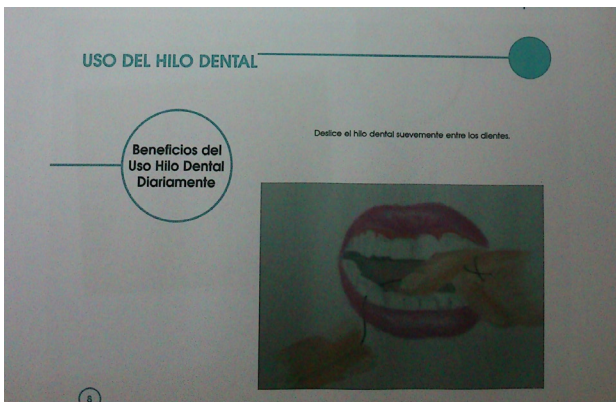 USO DEL HILO DENTAL
Beneficios del
Uso Hilo Dental
Diariamente
Deslice el hilo dental suevemente entre los dientes.
A